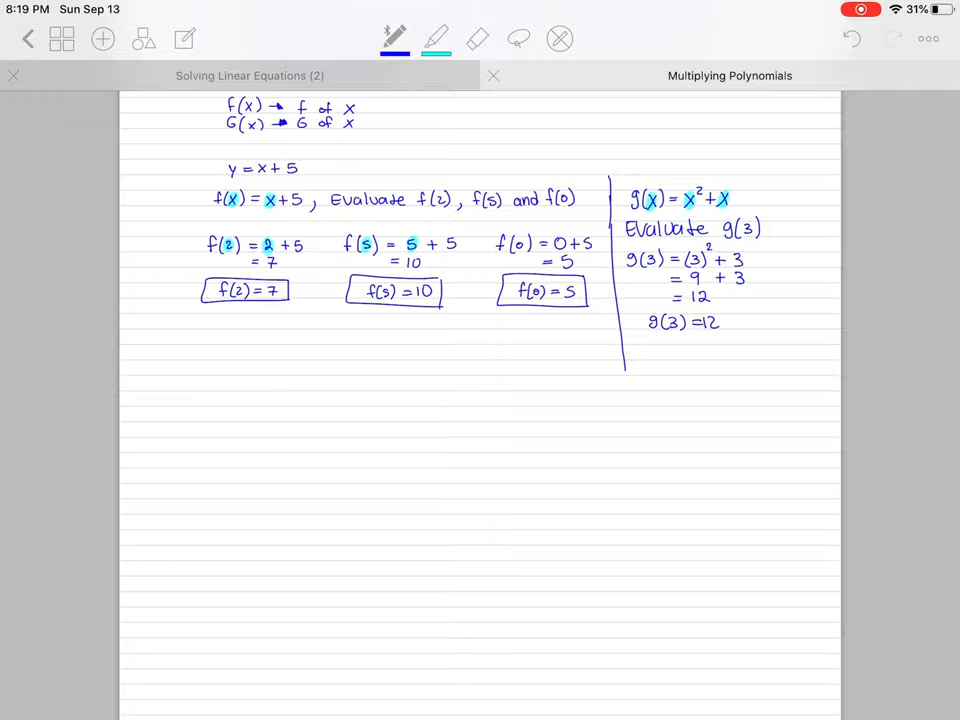 8:19 PM Sun Sep 13
31%
Solving Linear Equations (2)
Multiplying Polynomials
f(x) → f of x
G(x) → G of x
y = x + 5
f(x) = x + 5 , Evaluate f(2), f(5) and f(0)
f(2) = 2 + 5
= 7
f(2) = 7
f(5) = 5 + 5
= 10
f(5) = 10
f(0) = 0 + 5
= 5
f(0) = 5
g(x) = x² + x
Evaluate g(3)
g(3) = (3)² + 3
= 9 + 3
= 12
g(3) = 12